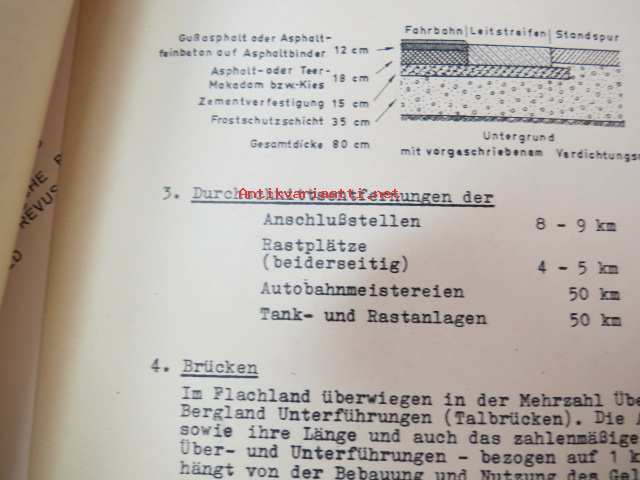 Fahrbahn Leitstreifen Standspur
Gußasphalt oder Asphalt-
feinbeton auf Asphaltbinder 12 cm
Asphalt- oder Teer-
Makadam bzw. Kies 18 cm
Zementverfestigung 15 cm
Frostschutzschicht 35 cm
Gesamtdicke 80 cm
Untergrund
mit vorgeschriebenem Verdichtungs
3. der
Antikvariaatti.net
Anschlußstellen 8 - 9 km
Rastplätze
(beiderseitig) 4 - 5 km
Autobahnmeistereien 50 km
Tank- und Rastanlagen 50 km
4. Brücken
Im Flachland überwiegen in der Mehrzahl Übe
Bergland Unterführungen (Talbrücken). Die
sowie ihre Länge und auch das zahlenmäßige
Über- und Unterführungen - bezogen auf 1 k
hängt von der Bebauung und Nutzung des Gel
REVUS